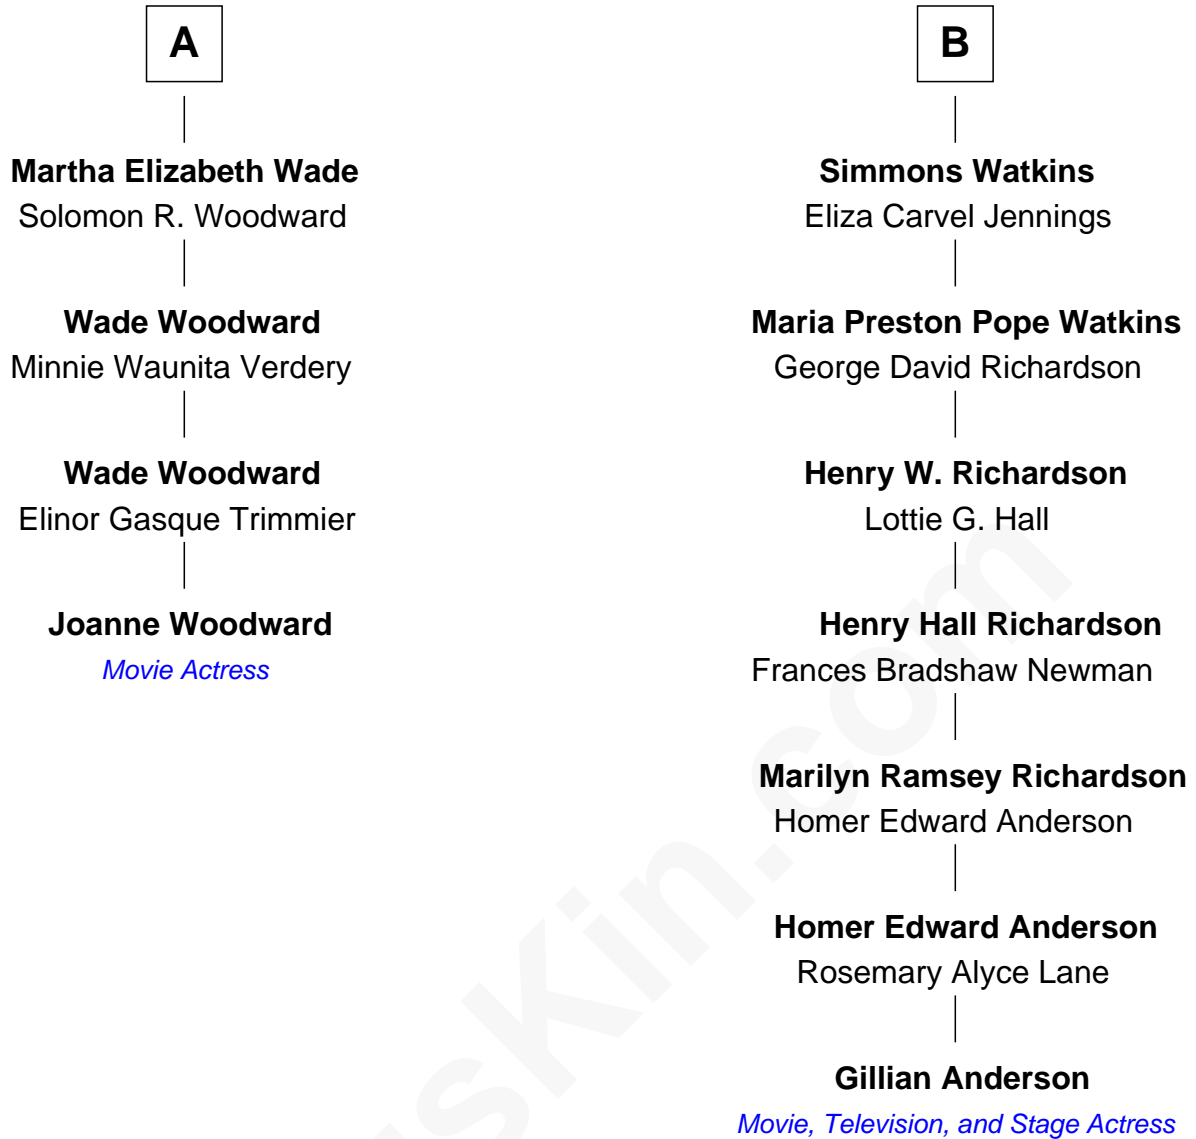 A
Martha Elizabeth Wade
Solomon R. Woodward
Wade Woodward
Minnie Waunita Verdery
Wade Woodward
Elinor Gasque Trimmier
Joanne Woodward
Movie Actress
B
Simmons Watkins
Eliza Carvel Jennings
Maria Preston Pope Watkins
George David Richardson
Henry W. Richardson
Lottie G. Hall
Henry Hall Richardson
Frances Bradshaw Newman
Marilyn Ramsey Richardson
Homer Edward Anderson
Homer Edward Anderson
Rosemary Alyce Lane
Gillian Anderson
Movie, Television, and Stage Actress
sKin.com